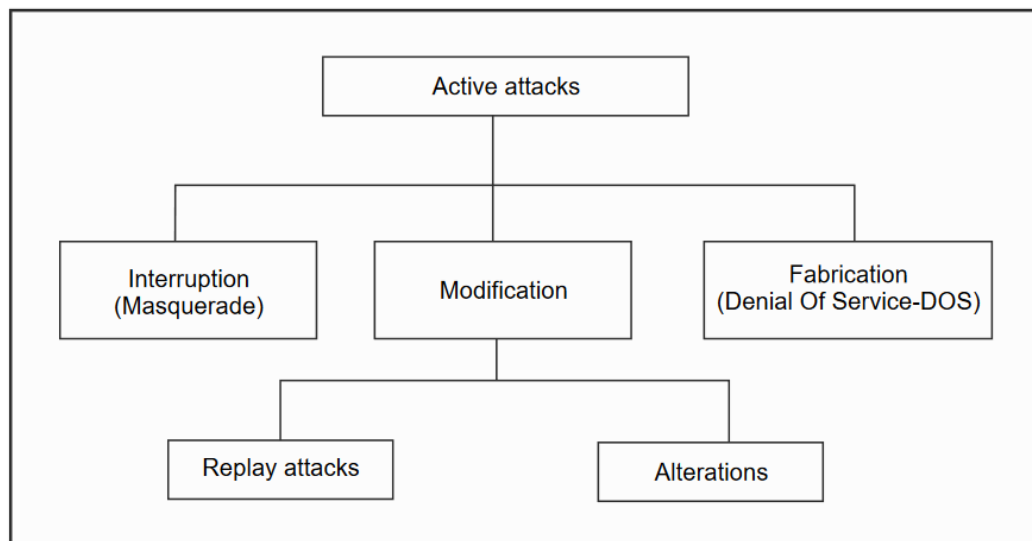 Active attacks
Interruption
(Masquerade)
Modification
Fabrication
(Denial Of Service-DOS)
Replay attacks
Alterations